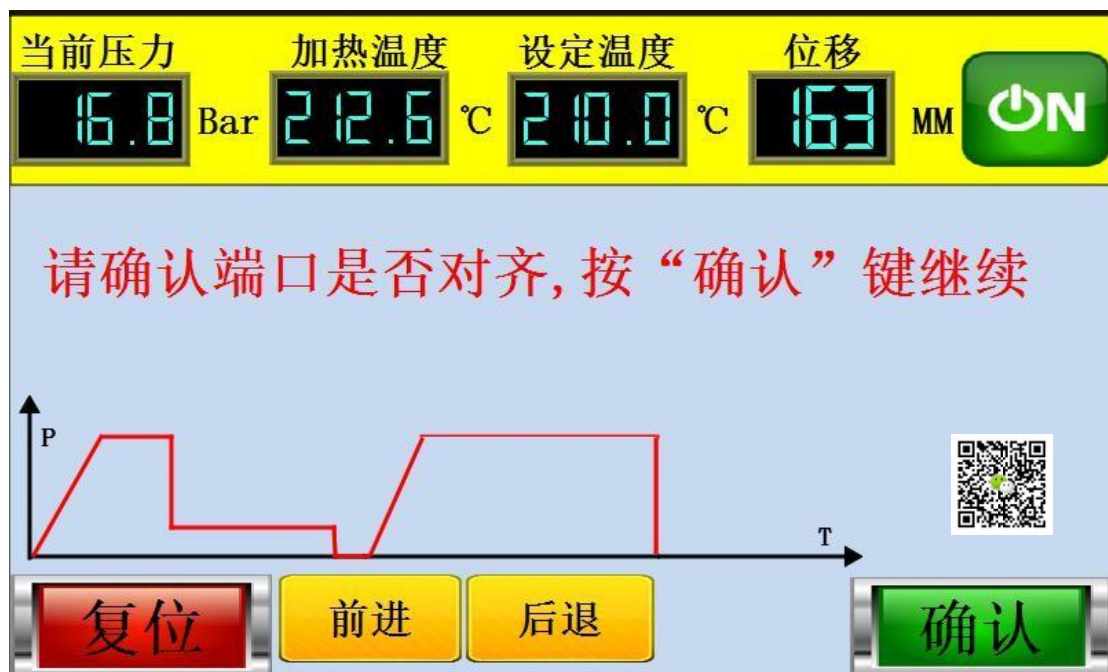 当前压力 加热温度 设定温度 位移
16.8 Bar 212.6 ℃ 210.0 ℃ 163 MM ON
请确认端口是否对齐,按“确认”键继续
P
T
复位 前进 后退 确认